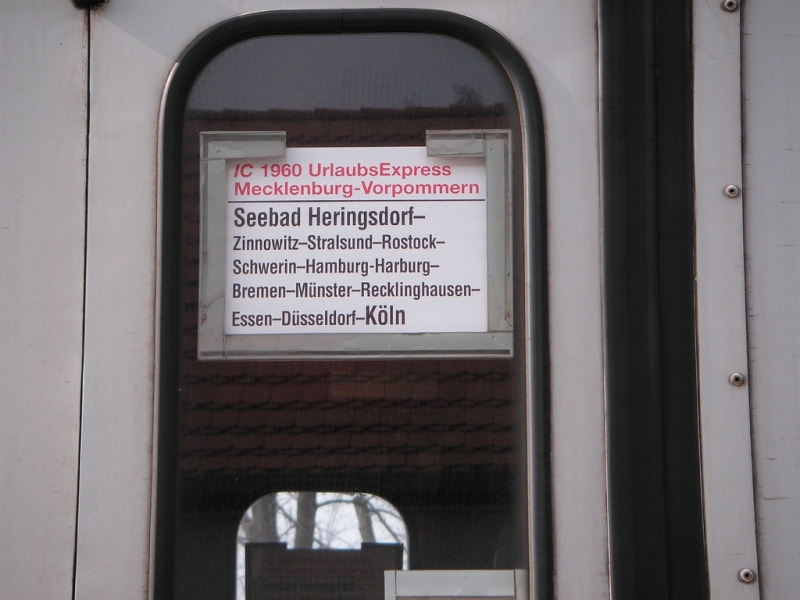 IC 1960 UrlaubsExpress
Mecklenburg-Vorpommern
Seebad Heringsdorf–
Zinnowitz–Stralsund–Rostock–
Schwerin–Hamburg-Harburg–
Bremen–Münster–Recklinghausen–
Essen–Düsseldorf–Köln